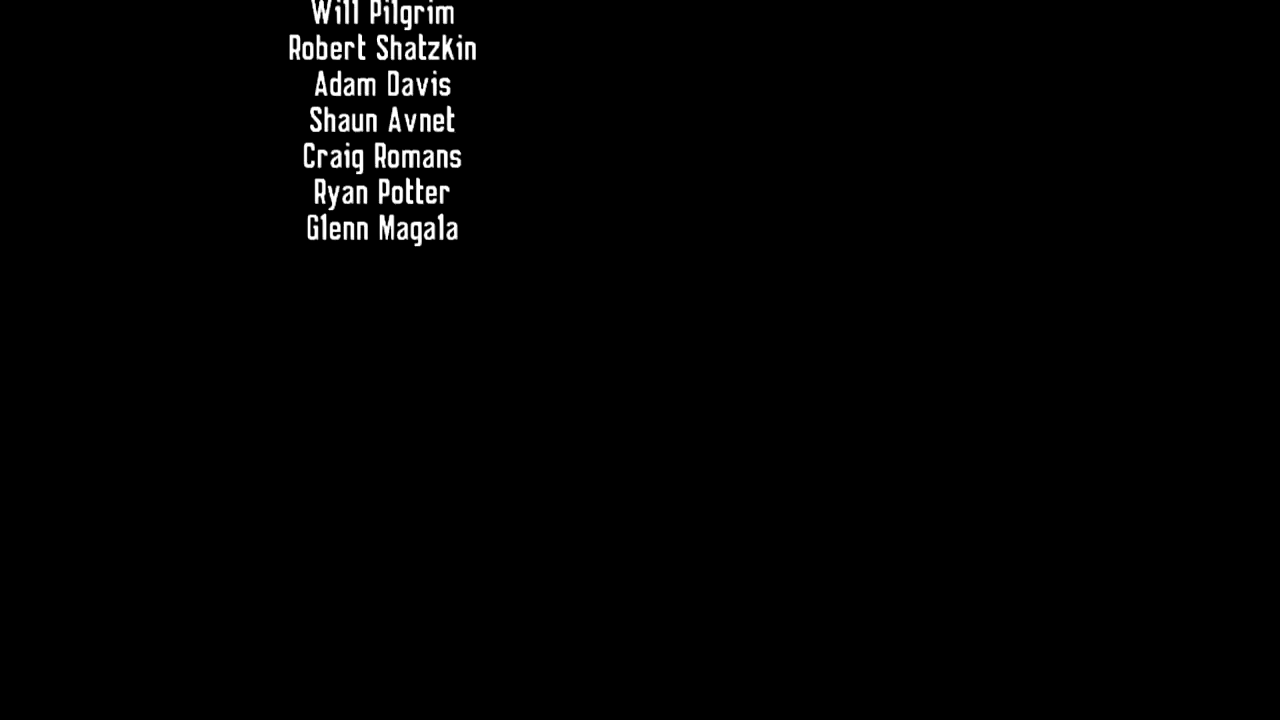 Will Pilgrim
Robert Shatzkin
Adam Davis
Shaun Avnet
Craig Romans
Ryan Potter
Glenn Magala